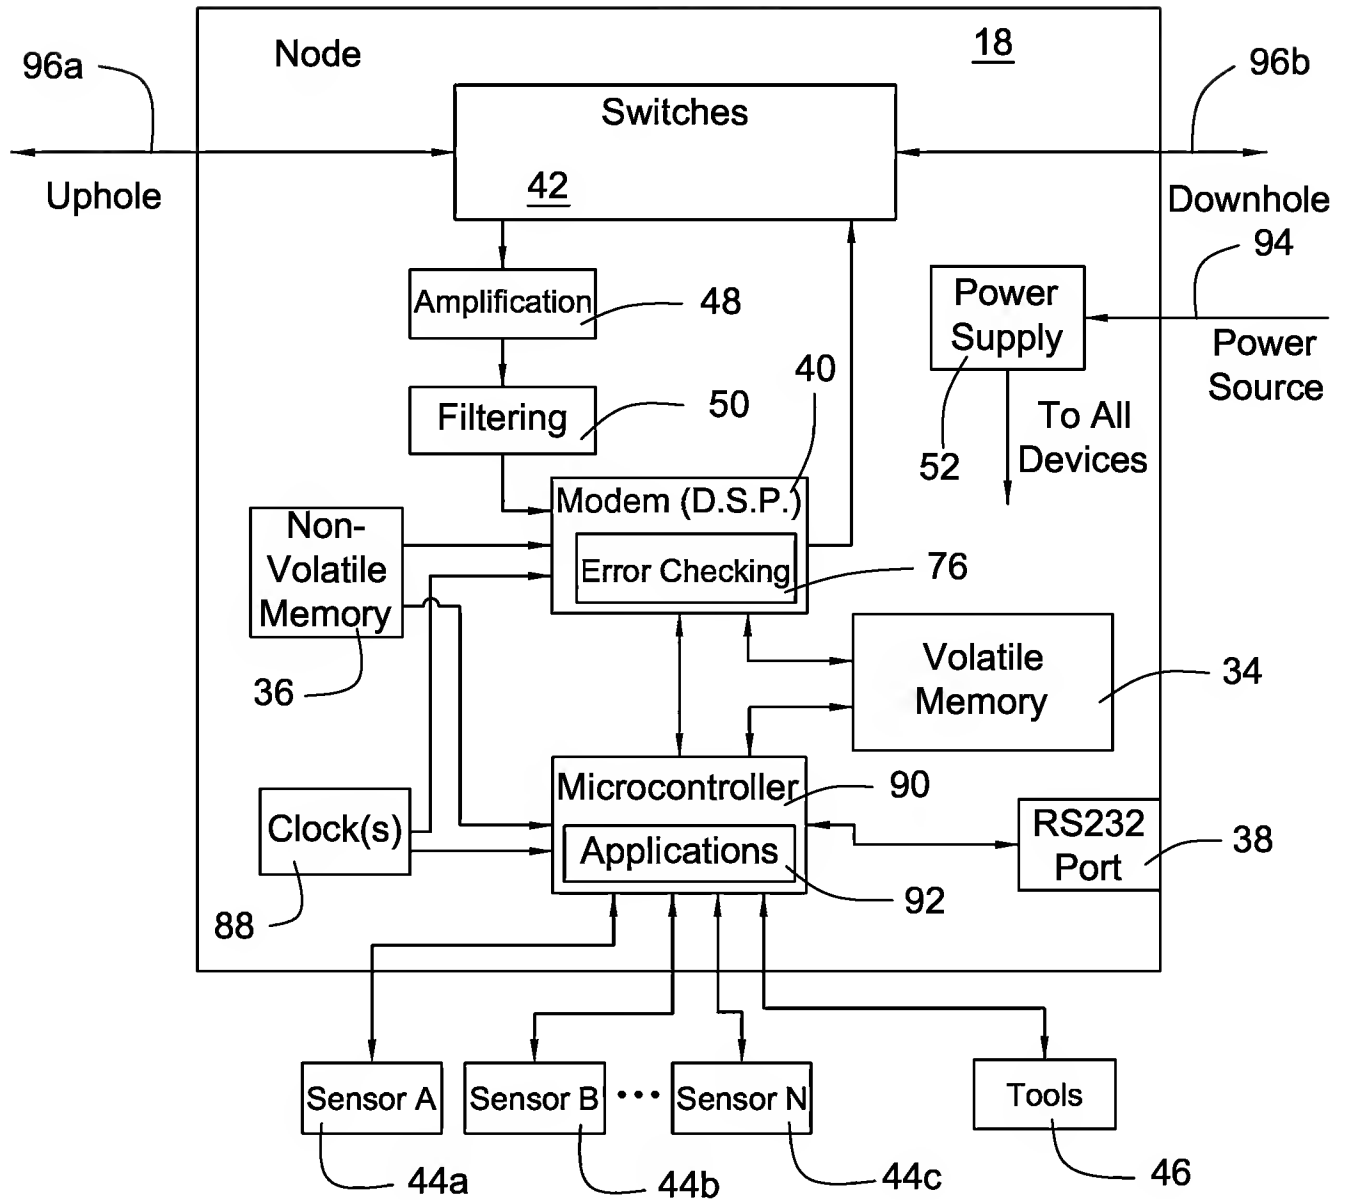 Node
18
96a
96b
Switches
42
Uphole
Downhole
94
Amplification
48
Power
Supply
Power
Source
40
Filtering
50
To All
Devices
52
Modem (D.S.P.)
Non-
Volatile
Memory
Error Checking
76
36
Volatile
Memory
34
Microcontroller
90
Clock(s)
Applications
92
RS232
Port
38
88
Sensor A
Sensor B
•••
Sensor N
Tools
44a
44b
44c
46